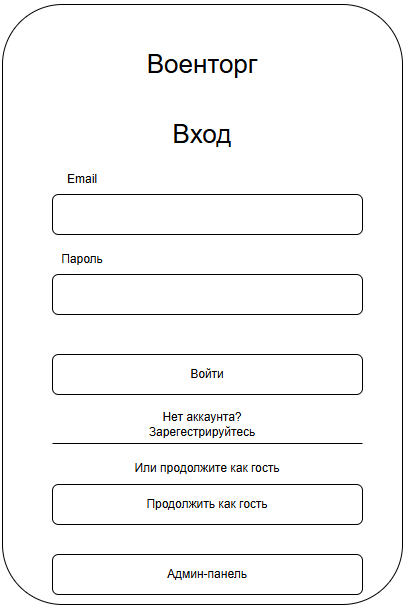 Военторг
Вход
Email
Пароль
Войти
Нет аккаунта?
Зарегестрируйтесь
Или продолжите как гость
Продолжить как гость
Админ-панель